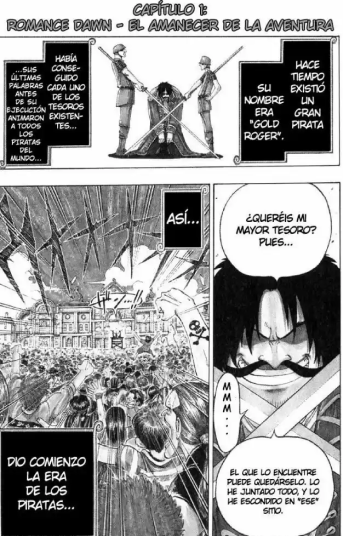 CAPÍTULO 1:
ROMANCE DAWN - EL AMANECER DE LA AVENTURA
HACE
TIEMPO
EXISTIÓ
UN
GRAN
PIRATA
SU
NOMBRE
ERA
"GOLD
ROGER".
HABÍA
CONSE-
GUIDO
CADA UNO
DE LOS
TESOROS
EXISTEN-
TES...
...SUS
ÚLTIMAS
PALABRAS
ANTES
DE SU
EJECUCIÓN
ANIMARON
A TODOS
LOS
PIRATAS
DEL
MUNDO...
¿QUERÉIS MI
MAYOR TESORO?
PUES...
MMM...
EL QUE LO ENCUENTRE
PUEDE QUEDÁRSELO. LO
HE JUNTADO TODO, Y LO
HE ESCONDIDO EN "ESE"
SITIO.
ASÍ...
DIO COMIENZO
LA ERA
DE LOS
PIRATAS...